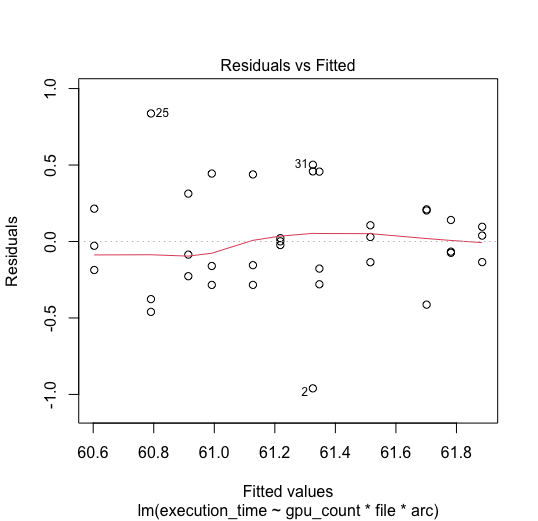 Residuals vs Fitted
1.0
0.5
0.0
-0.5
-1.0
Residuals
25
31
2
60.6 60.8 61.0 61.2 61.4 61.6 61.8
Fitted values
lm(execution_time ~ gpu_count * file * arc)